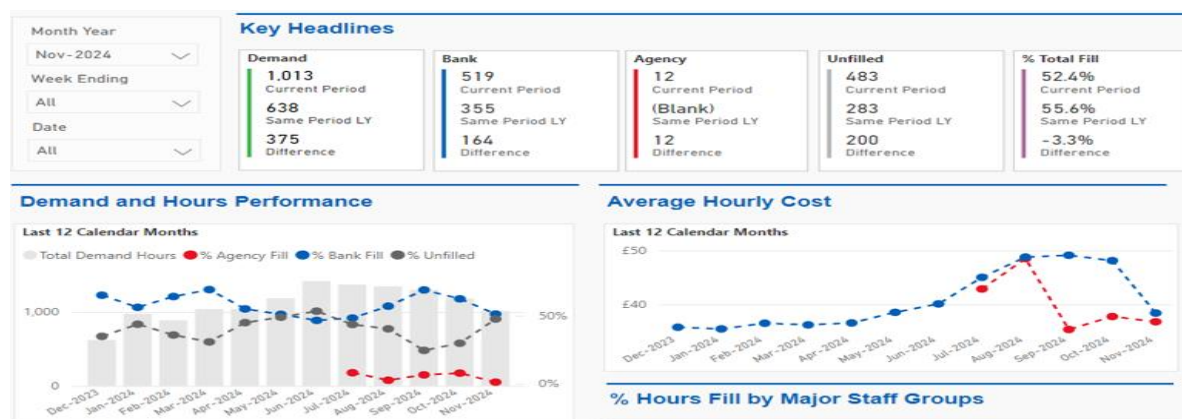 Month Year
Nov-2024
Week Ending
All
Date
All
Key Headlines
Demand
1,013
Current Period
638
Same Period LY
375
Difference
Bank
519
Current Period
355
Same Period LY
164
Difference
Agency
12
Current Period
(Blank)
Same Period LY
12
Difference
Unfilled
483
Current Period
283
Same Period LY
200
Difference
% Total Fill
52.4%
Current Period
55.6%
Same Period LY
-3.3%
Difference
Demand and Hours Performance
Last 12 Calendar Months
Total Demand Hours % Agency Fill % Bank Fill % Unfilled
1,000
0
50%
0%
Dec-2023
Jan-2024
Feb-2024
Mar-2024
Apr-2024
May-2024
Jun-2024
Jul-2024
Aug-2024
Sep-2024
Oct-2024
Nov-2024
Average Hourly Cost
Last 12 Calendar Months
£50
£40
Dec-2023
Jan-2024
Feb-2024
Mar-2024
Apr-2024
May-2024
Jun-2024
Jul-2024
Aug-2024
Sep-2024
Oct-2024
Nov-2024
% Hours Fill by Major Staff Groups